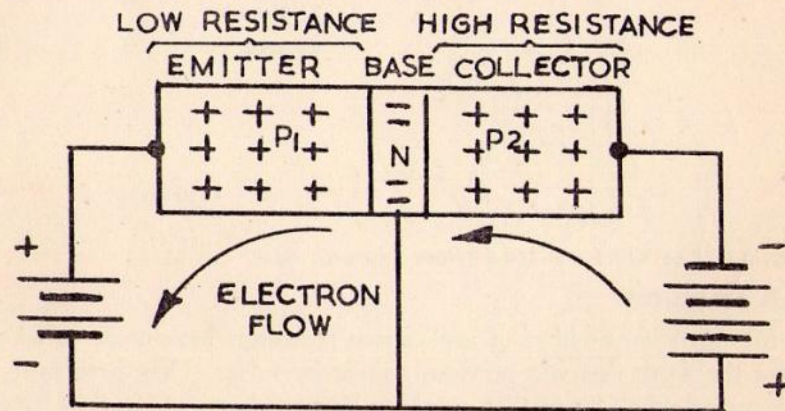 LOW RESISTANCE HIGH RESISTANCE
EMITTER BASE COLLECTOR
+ + + = + + +
+ P1 + + N + P2 + +
+ + + = + + +
+ -
ELECTRON
FLOW
- +